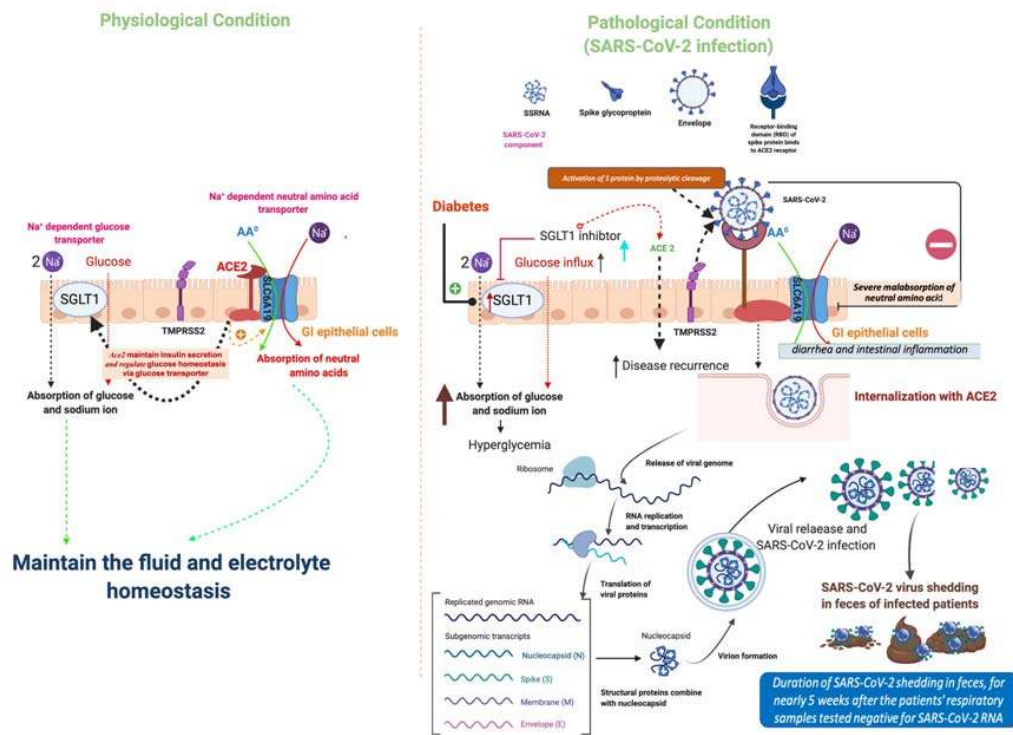 Physiological Condition
Na⁺ dependent neutral amino acid
transporter
Na⁺ dependent glucose
transporter
AA⁰
Na⁺
2 Na⁺
Glucose
ACE2
SGLT1
SLC6A19
TMPRSS2
GI epithelial cells
Ace2 maintain insulin secretion
and regulate glucose homeostasis
via glucose transporter
Absorption of neutral
amino acids
Absorption of glucose
and sodium ion
Maintain the fluid and electrolyte
homeostasis
Pathological Condition
(SARS-CoV-2 infection)
SSRNA
Spike glycoproptein
Envelope
Receptor-binding
domain (RBD) of
spike protein binds
to ACE2 receptor
SARS-CoV-2
component
Activation of S protein by protealytic cleavage
SARS-CoV-2
Diabetes
SGLT1 inhibtor
ACE 2
AA⁰
Na⁺
2 Na⁺
Glucose influx
SGLT1
SLC6A19
Severe malabsorption of
neutral amino acid
TMPRSS2
GI epithelial cells
diarrhea and intestinal inflammation
Disease recurrence
Absorption of glucose
and sodium ion
Hyperglycemia
Internalization with ACE2
Ribosome
Release of viral genome
RNA replication
and transcription
Translation of
viral proteins
Viral relaease and
SARS-CoV-2 infection
SARS-CoV-2 virus shedding
in feces of infected patients
Replicated genomic RNA
Subgenomic transcripts
Nucleocapsid (N)
Spike (S)
Membrane (M)
Envelope (E)
Nucleocapsid
Structural proteins combine
with nucleocapsid
Virion formation
Duration of SARS-CoV-2 shedding in feces, for
nearly 5 weeks after the patients' respiratory
samples tested negative for SARS-CoV-2 RNA